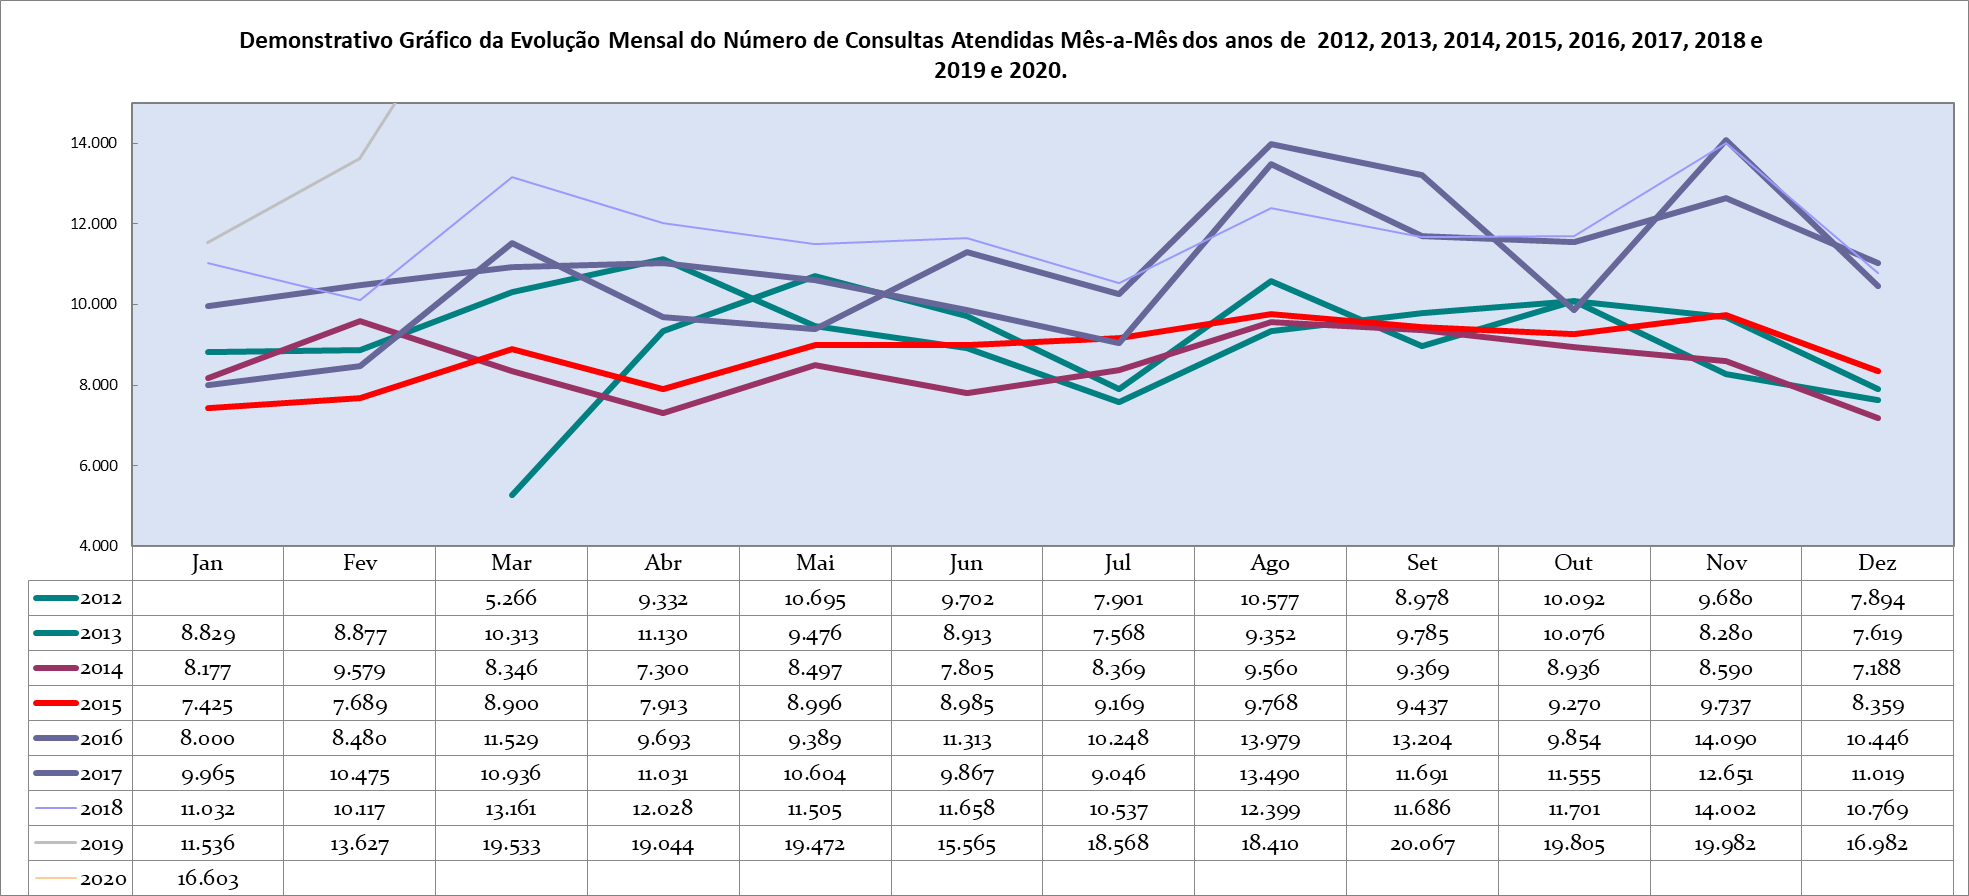 Demonstrativo Gráfico da Evolução Mensal do Número de Consultas Atendidas Mês-a-Mês dos anos de 2012, 2013, 2014, 2015, 2016, 2017, 2018 e
2019 e 2020.
14.000
12.000
10.000
8.000
6.000
4.000
Jan Fev Mar Abr Mai Jun Jul Ago Set Out Nov Dez
2012 5.266 9.332 10.695 9.702 7.901 10.577 8.978 10.092 9.680 7.894
2013 8.829 8.877 10.313 11.130 9.476 8.913 7.568 9.352 9.785 10.076 8.280 7.619
2014 8.177 9.579 8.346 7.300 8.497 7.805 8.369 9.560 9.369 8.936 8.590 7.188
2015 7.425 7.689 8.900 7.913 8.996 8.985 9.169 9.768 9.437 9.270 9.737 8.359
2016 8.000 8.480 11.529 9.693 9.389 11.313 10.248 13.979 13.204 9.854 14.090 10.446
2017 9.965 10.475 10.936 11.031 10.604 9.867 9.046 13.490 11.691 11.555 12.651 11.019
2018 11.032 10.117 13.161 12.028 11.505 11.658 10.537 12.399 11.686 11.701 14.002 10.769
2019 11.536 13.627 19.533 19.044 19.472 15.565 18.568 18.410 20.067 19.805 19.982 16.982
2020 16.603